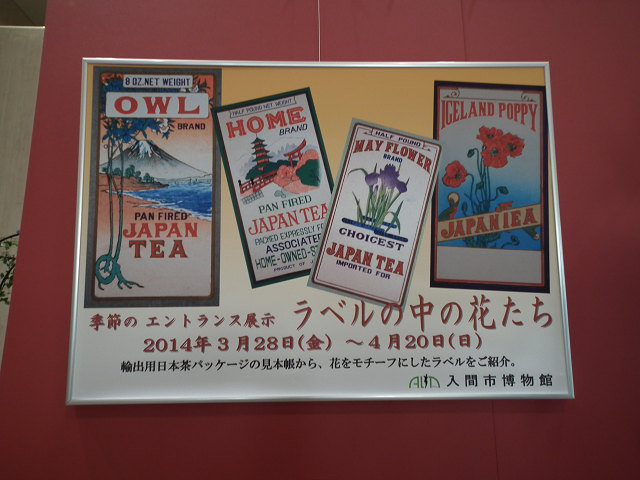 8 OZ. NET WEIGHT
OWL
BRAND
PAN FIRED
JAPAN
TEA
HALF POUND NET WEIGHT
HOME
BRAND
PAN FIRED
JAPAN TEA
PACKED EXPRESSLY FO
ASSOCIATED
HOME-OWNED-ST
PRODUCT OF J
HALF POUND
MAY FLOWER
BRAND
CHOICEST
JAPAN TEA
IMPORTED FOR
ICELAND POPPY
JAPAN TEA
季節の エントランス展示 ラベルの中の花たち
2014年3月28日(金) ～4月20日(日)
輸出用日本茶パッケージの見本帳から、花をモチーフにしたラベルをご紹介。
ALIT 入間市博物館